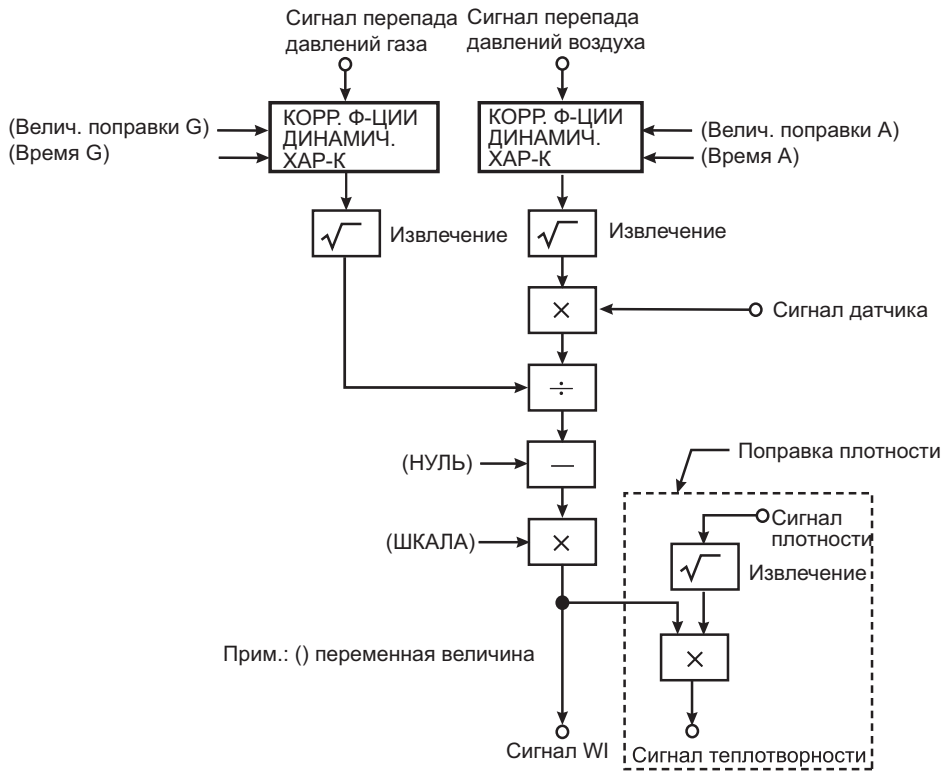 Сигнал перепада
давлений газа
Сигнал перепада
давлений воздуха
(Велич. поправки G)
(Время G)
КОРР. Ф-ЦИИ
ДИНАМИЧ.
ХАР-К
КОРР. Ф-ЦИИ
ДИНАМИЧ.
ХАР-К
(Велич. поправки A)
(Время A)
√
Извлечение
√
Извлечение
×
Сигнал датчика
÷
(НУЛЬ)
—
Поправка плотности
(ШКАЛА)
×
Сигнал
плотности
√
Извлечение
Прим.: () переменная величина
×
Сигнал WI
Сигнал теплотворности